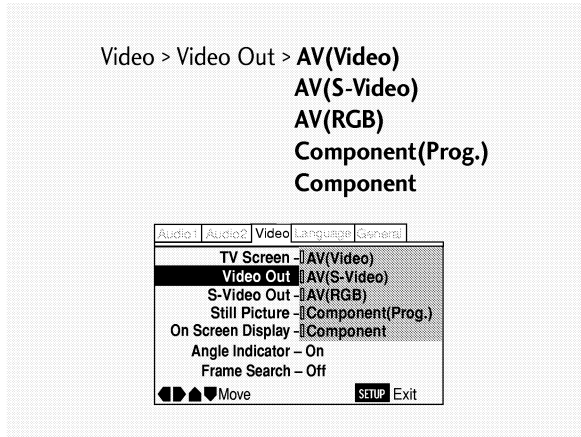 Video > Video Out > AV(Video)
AV(S-Video)
AV(RGB)
Component(Prog.)
Component
Audio1 Audio2 Video Language General
TV Screen – AV(Video)
Video Out AV(S-Video)
S-Video Out – AV(RGB)
Still Picture – Component(Prog.)
On Screen Display – Component
Angle Indicator – On
Frame Search – Off
Move SETUP Exit